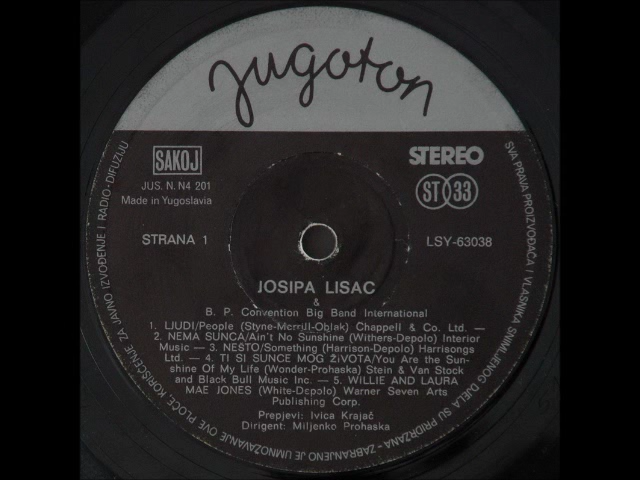 jugoton
SAKOJ
STEREO
JUS. N. N4 201
ST 33
Made in Yugoslavia
STRANA 1
LSY-63038
JOSIPA LISAC
&
B. P. Convention Big Band International
1. LJUDI/People (Styne-Merrill-Oblak) Chappell & Co. Ltd. —
2. NEMA SUNCA/Ain't No Sunshine (Withers-Depolo) Interior
Music — 3. NEŠTO/Something (Harrison-Depolo) Harrisongs
Ltd. — 4. TI SI SUNCE MOG ŽIVOTA/You Are the Sun-
shine Of My Life (Wonder-Prohaska) Stein & Van Stock
and Black Bull Music Inc. — 5. WILLIE AND LAURA
MAE JONES (White-Depolo) Warner Seven Arts
Publishing Corp.
Prepjevi: Ivica Krajač
Dirigent: Miljenko Prohaska
SVA PRAVA PROIZVOĐAČA I VLASNIKA SNIMLJENOG DJELA SU PRIDRŽANA - ZABRANJENO JE UMNOŽAVANJE OVE PLOČE, KORIŠĆENJE ZA JAVNO IZVOĐENJE I RADIO-DIFUZIJU